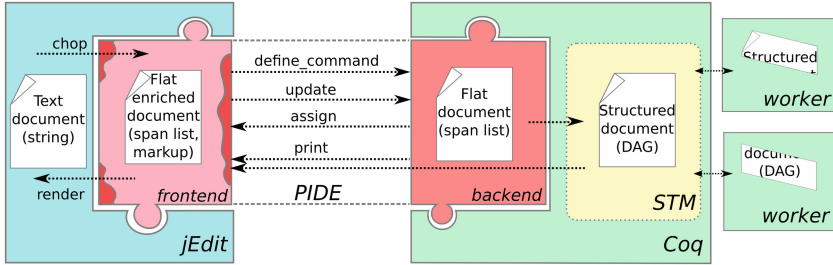 chop
Text
document
(string)
render
jEdit
Flat
enriched
document
(span list,
markup)
frontend
define_command
update
assign
print
PIDE
Flat
document
(span list)
backend
Structured
document
(DAG)
STM
Coq
Structured
worker
(DAG)
worker